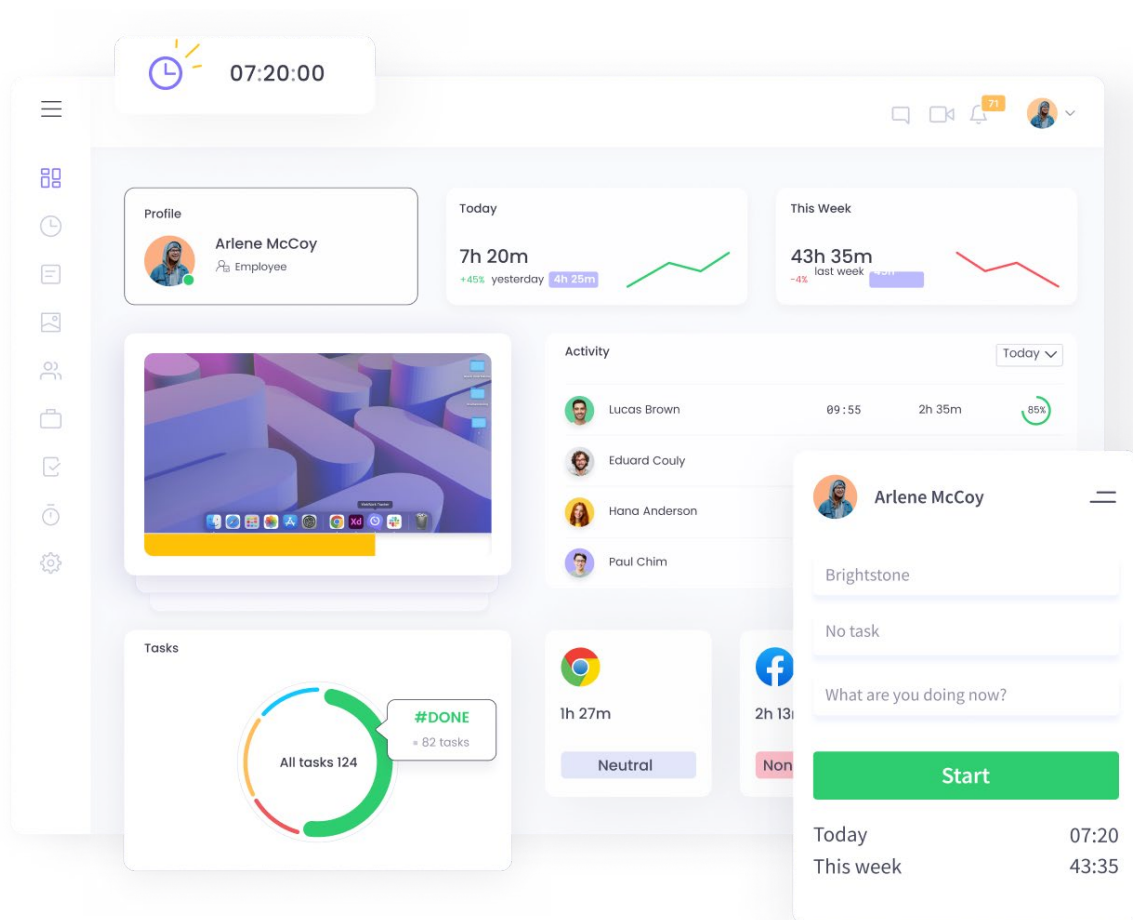 07:20:00
71
Profile
Arlene McCoy
Employee
Today
7h 20m
+45% yesterday 4h 25m
This Week
43h 35m
last week
-4%
Activity
Today
Lucas Brown 09:55 2h 35m 85%
Eduard Couly
Hana Anderson
Paul Chim
Xd
Tasks
All tasks 124
#DONE
82 tasks
1h 27m
Neutral
2h 13
Non
Arlene McCoy
Brightstone
No task
What are you doing now?
Start
Today 07:20
This week 43:35